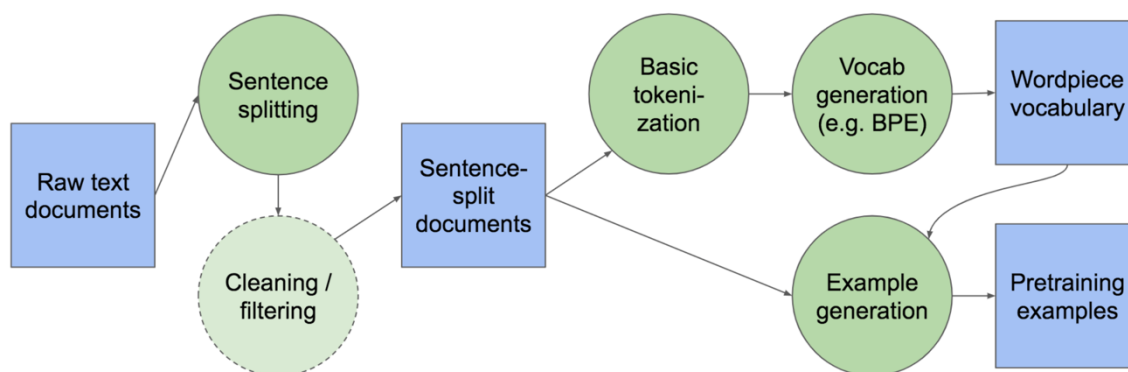 Raw text
documents
Sentence
splitting
Cleaning /
filtering
Sentence-
split
documents
Basic
tokeni-
zation
Vocab
generation
(e.g. BPE)
Wordpiece
vocabulary
Example
generation
Pretraining
examples